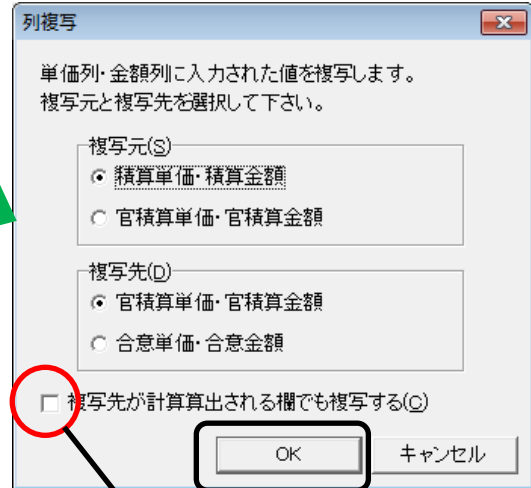 列複写
単価列・金額列に入力された値を複写します。
複写元と複写先を選択して下さい。
複写元(S)
積算単価・積算金額
官積算単価・官積算金額
複写先(D)
官積算単価・官積算金額
合意単価・合意金額
複写先が計算算出される欄でも複写する(C)
OK
キャンセル